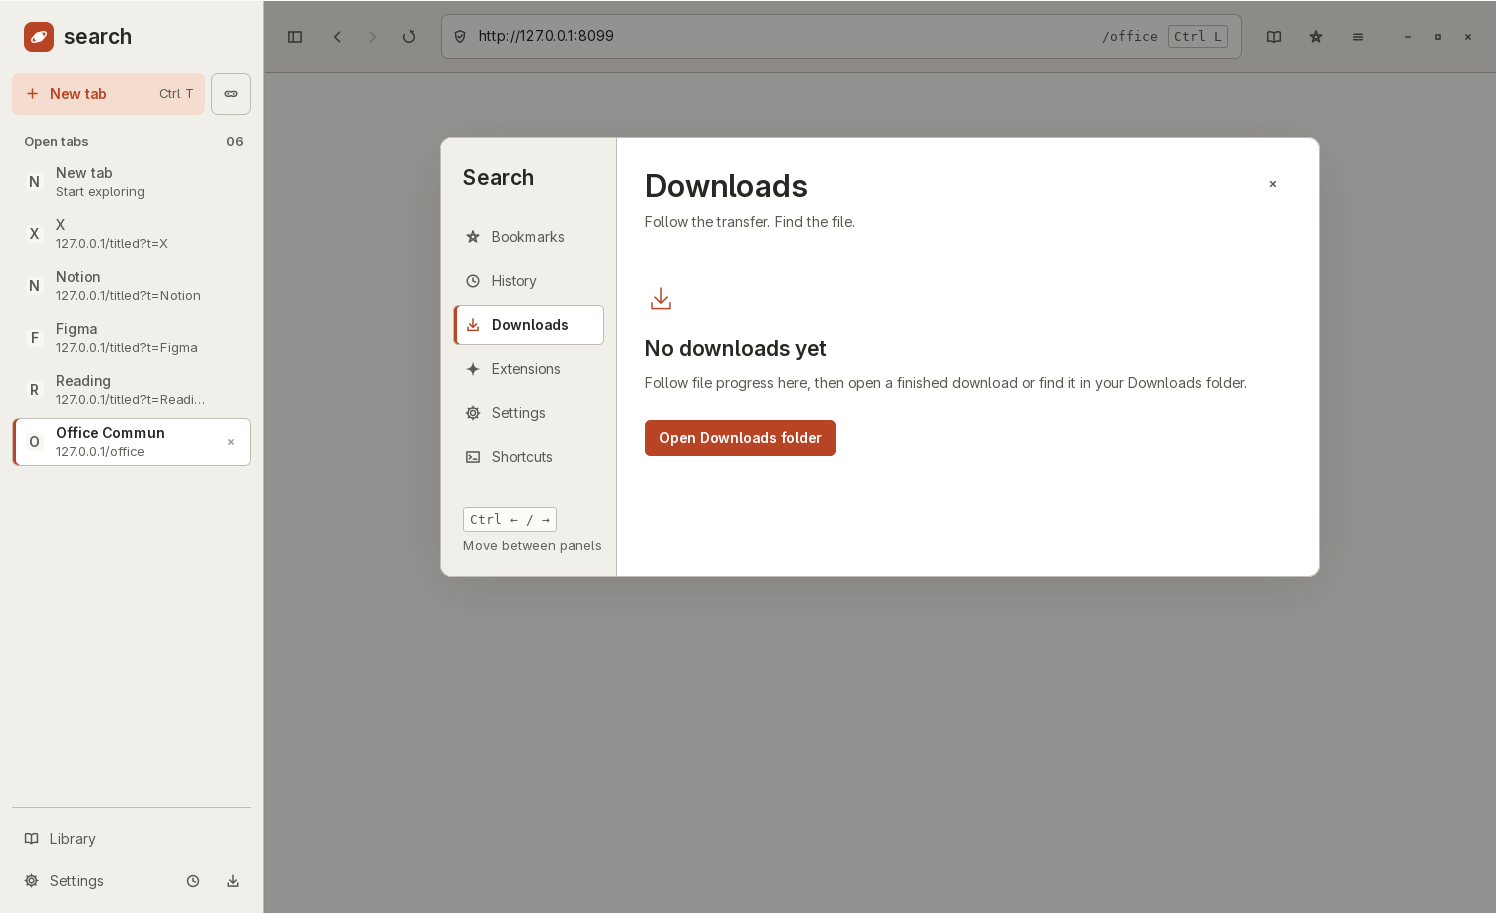 search
New tab
Ctrl T
Open tabs
06
N
New tab
Start exploring
X
X
127.0.0.1/titled?t=X
N
Notion
127.0.0.1/titled?t=Notion
F
Figma
127.0.0.1/titled?t=Figma
R
Reading
127.0.0.1/titled?t=Readi...
O
Office Commun
127.0.0.1/office
Library
Settings
http://127.0.0.1:8099
/office
Ctrl L
Search
Bookmarks
History
Downloads
Extensions
Settings
Shortcuts
Ctrl ← / →
Move between panels
Downloads
Follow the transfer. Find the file.
No downloads yet
Follow file progress here, then open a finished download or find it in your Downloads folder.
Open Downloads folder